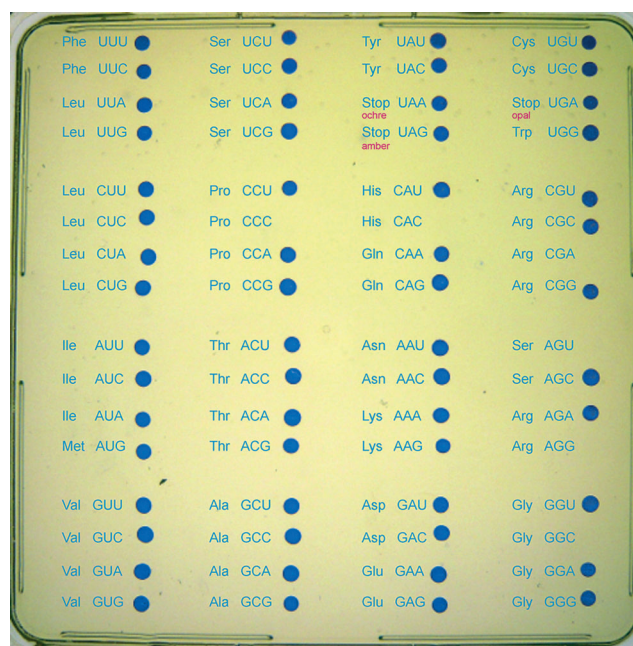 Phe UUU Ser UCU Tyr UAU Cys UGU
Phe UUC Ser UCC Tyr UAC Cys UGC
Leu UUA Ser UCA Stop UAA Stop UGA
ochre opal
Leu UUG Ser UCG Stop UAG Trp UGG
amber
Leu CUU Pro CCU His CAU Arg CGU
Leu CUC Pro CCC His CAC Arg CGC
Leu CUA Pro CCA Gln CAA Arg CGA
Leu CUG Pro CCG Gln CAG Arg CGG
Ile AUU Thr ACU Asn AAU Ser AGU
Ile AUC Thr ACC Asn AAC Ser AGC
Ile AUA Thr ACA Lys AAA Arg AGA
Met AUG Thr ACG Lys AAG Arg AGG
Val GUU Ala GCU Asp GAU Gly GGU
Val GUC Ala GCC Asp GAC Gly GGC
Val GUA Ala GCA Glu GAA Gly GGA
Val GUG Ala GCG Glu GAG Gly GGG